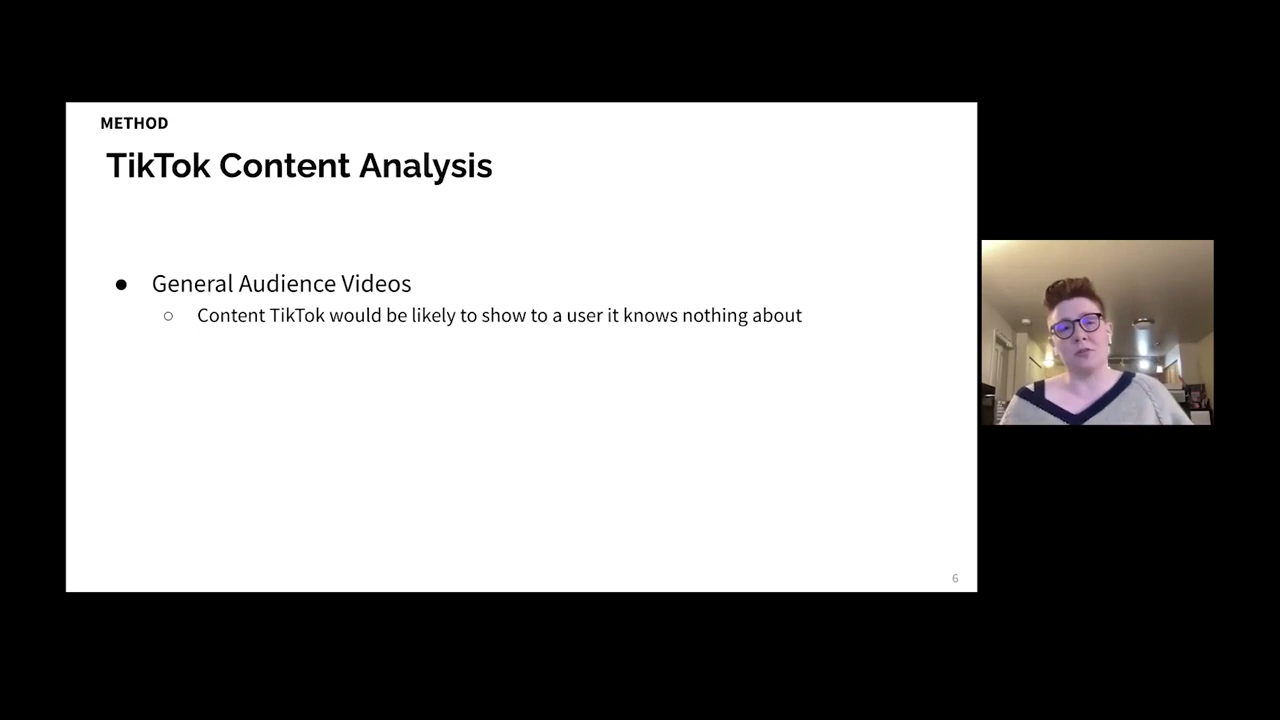 METHOD
TikTok Content Analysis
● General Audience Videos
○ Content TikTok would be likely to show to a user it knows nothing about
6